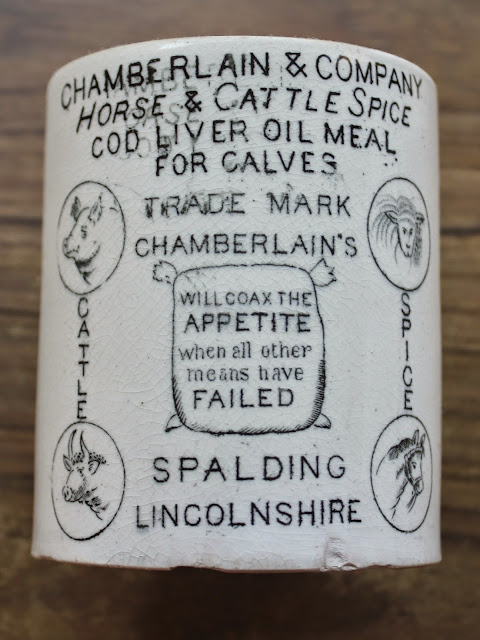 CHAMBERLAIN & COMPANY
HORSE & CATTLE SPICE
COD LIVER OIL MEAL
FOR CALVES
TRADE MARK
CHAMBERLAIN'S
CATTLE
WILL COAX THE
APPETITE
when all other
means have
FAILED
SPICE
SPALDING
LINCOLNSHIRE